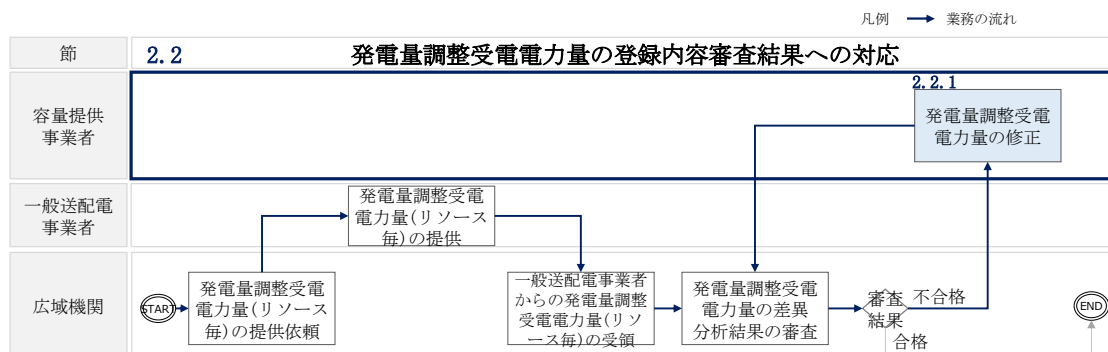 凡例 業務の流れ
節
2.2 発電量調整受電電力量の登録内容審査結果への対応
容量提供
事業者
2.2.1
発電量調整受電
電力量の修正
一般送配電
事業者
発電量調整受電
電力量(リソース
毎)の提供
広域機関
START
発電量調整受電
電力量(リソース
毎)の提供依頼
一般送配電事業者
からの発電量調整
受電電力量(リソ
ース毎)の受領
発電量調整受電
電力量の差異
分析結果の審査
審査
結果
不合格
合格
END